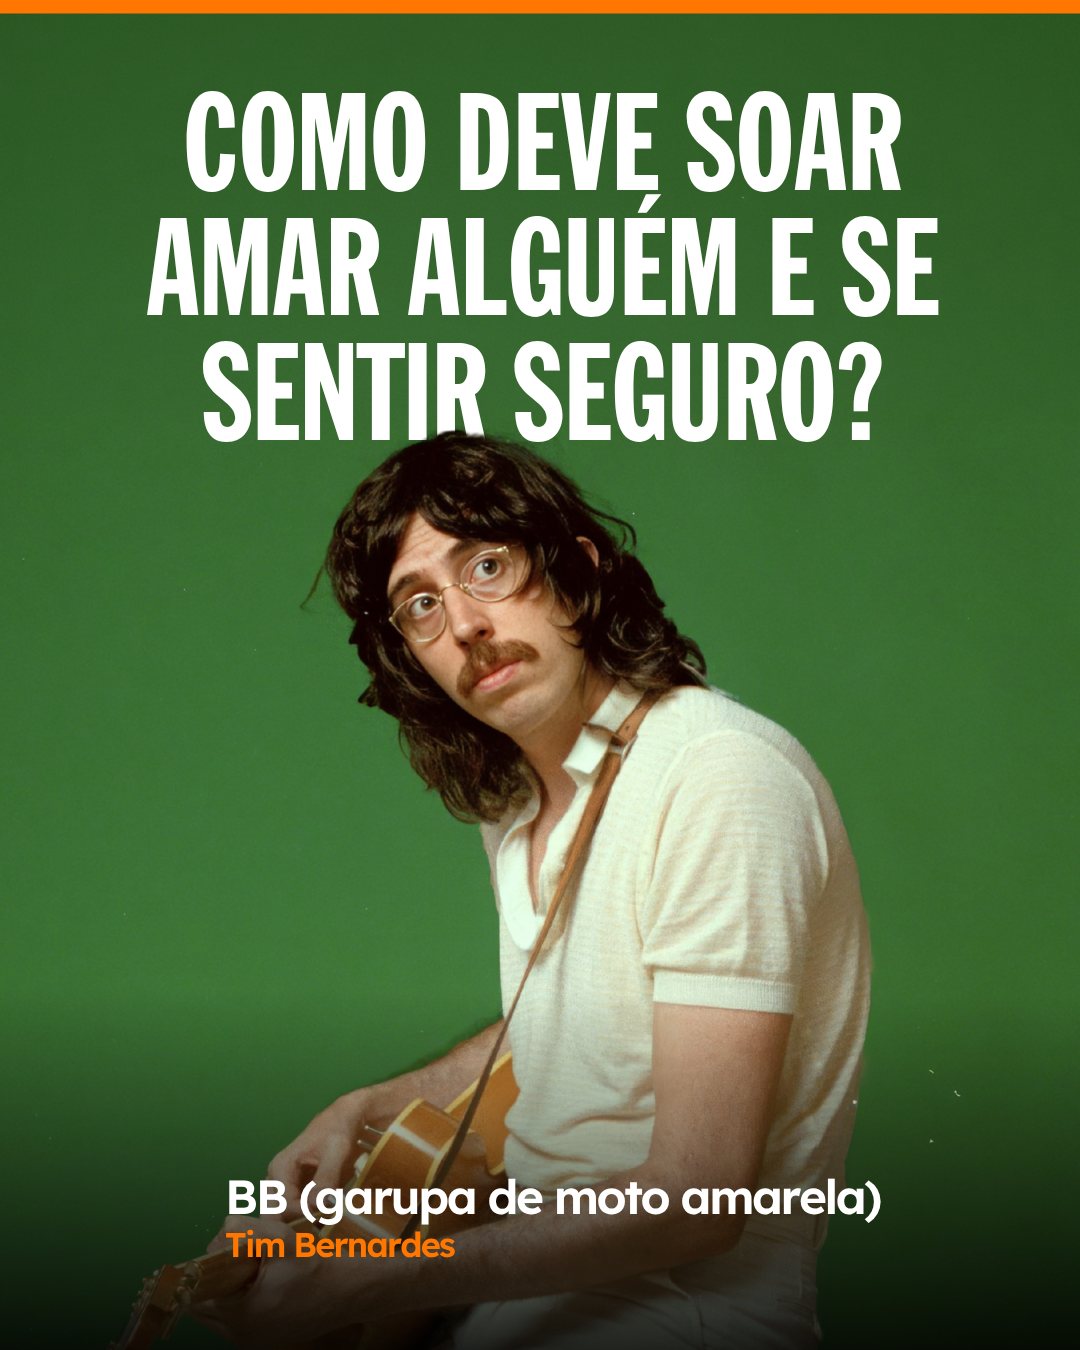 COMO DEVE SOAR
AMAR ALGUÉM E SE
SENTIR SEGURO?
BB (garupa de moto amarela)
Tim Bernardes